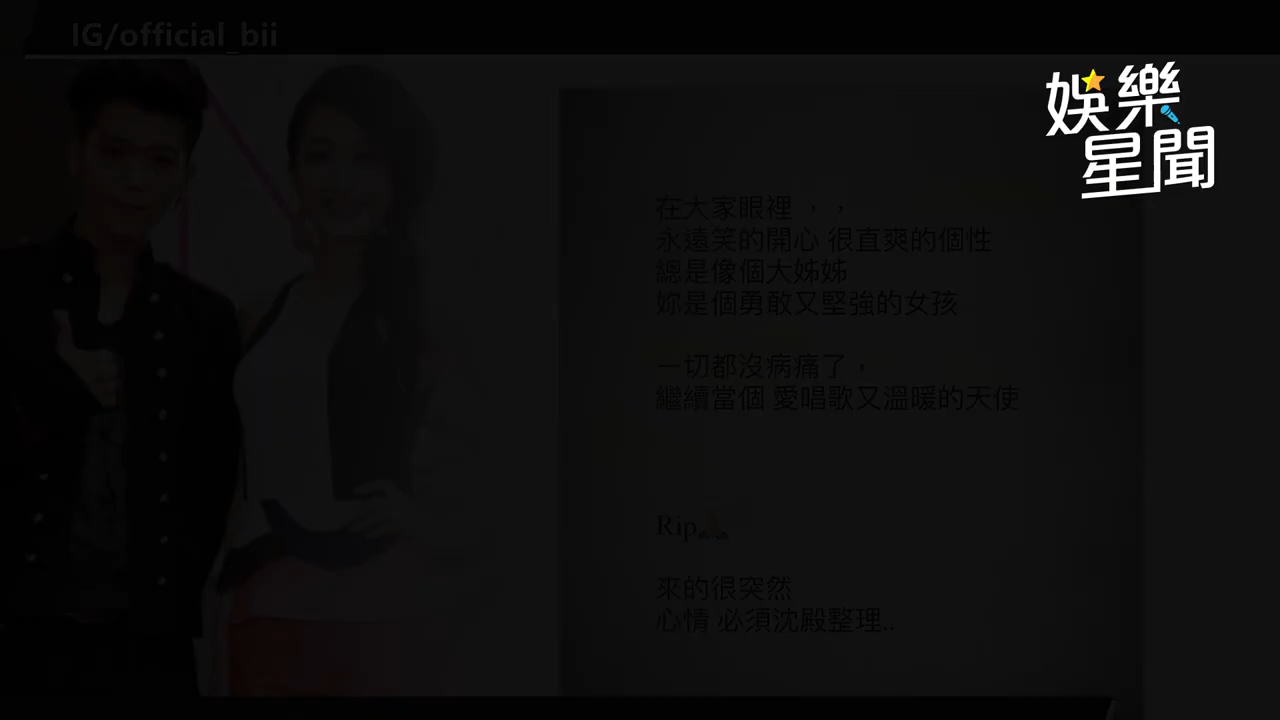 IG/official_bii
娛樂
星聞
在大家眼裡 ，，
永遠笑的開心 很直爽的個性
總是像個大姊姊
妳是個勇敢又堅強的女孩
一切都沒病痛了，
繼續當個 愛唱歌又溫暖的天使
Rip🙏
來的很突然
心情 必須沈殿整理..